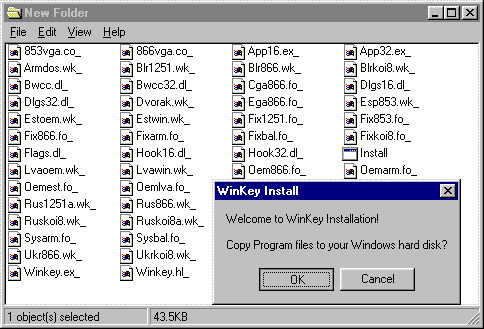 New Folder
File Edit View Help
853vga.co_ 866vga.co_ App16.ex_ App32.ex_
Armdos.wk_ Blr1251.wk_ Blr866.wk_ Blrkoi8.wk_
Bwcc.dl_ Bwcc32.dl_ Cga866.fo_ Dlgs16.dl_
Dlgs32.dl_ Dvorak.wk_ Ega866.fo_ Esp853.wk_
Estoem.wk_ Estwin.wk_ Fix1251.fo_ Fix853.fo_
Fix866.fo_ Fixarm.fo_ Fixbal.fo_ Fixkoi8.fo_
Flags.dl_ Hook16.dl_ Hook32.dl_ Install
Lvaoem.wk_ Lvawin.wk_ Oem866.fo_ Oemarm.fo_
Oemest.fo_ Oemlva.fo_
Rus1251a.wk_ Rus866.wk_
Ruskoi8.wk_ Ruskoi8a.wk_
Sysarm.fo_ Sysbal.fo_
Ukr866.wk_ Ukrkoi8.wk_
Winkey.ex_ Winkey.hl_
WinKey Install
Welcome to WinKey Installation!
Copy Program files to your Windows hard disk?
OK Cancel
1 object(s) selected 43.5KB